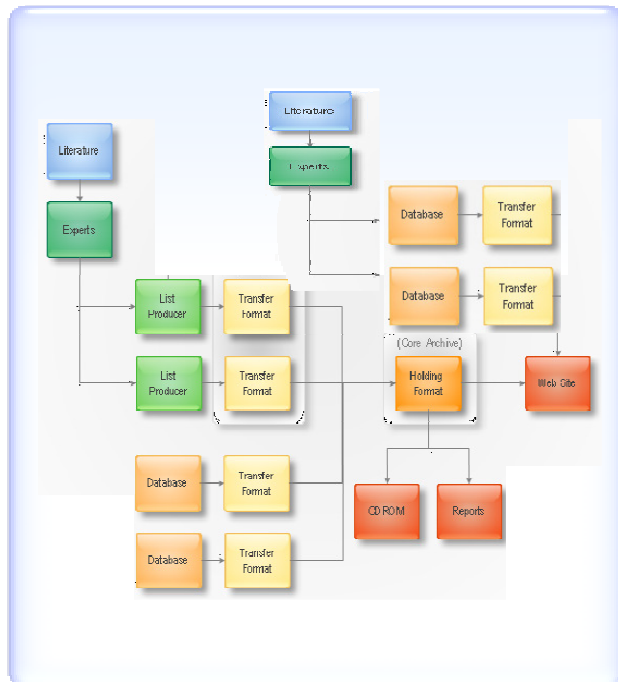 Literature
Experts
Literature
Experts
Database
Transfer
Format
Database
Transfer
Format
List
Producer
Transfer
Format
(Core Archive)
List
Producer
Transfer
Format
Holding
Format
Web Site
Database
Transfer
Format
CD ROM
Reports
Database
Transfer
Format